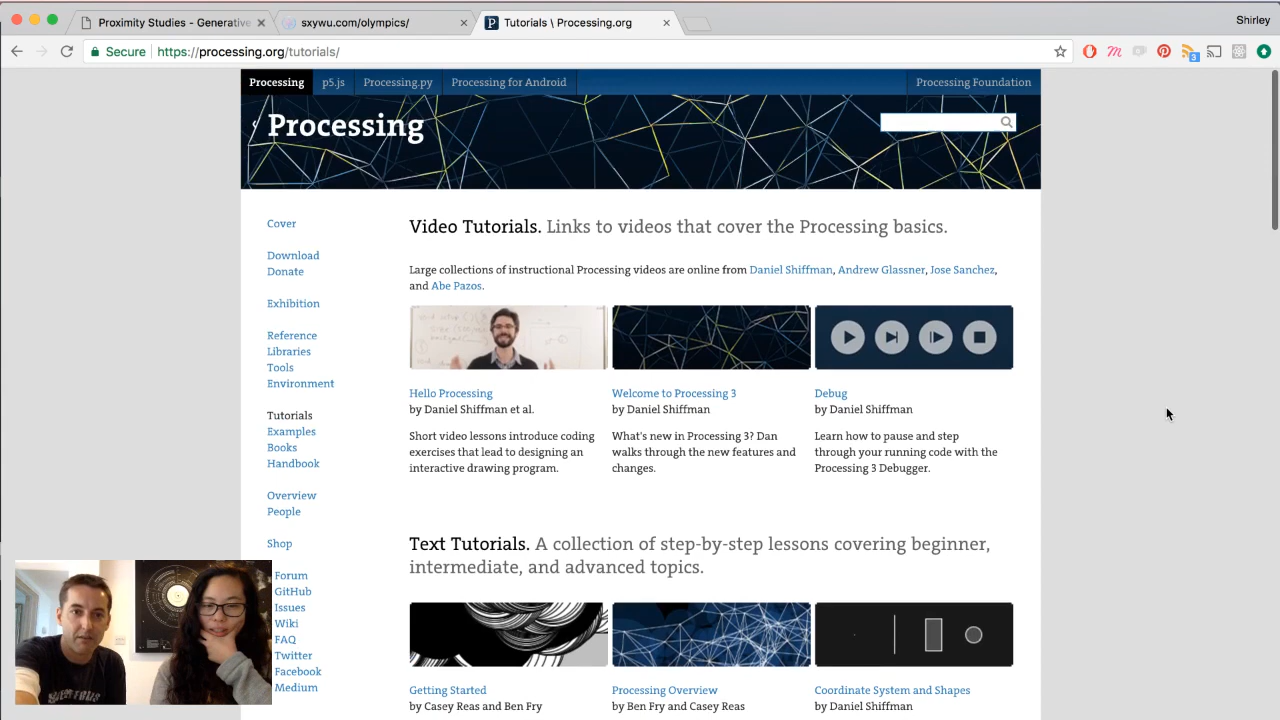 Proximity Studies - Generative
sxywu.com/olympics/
Tutorials \ Processing.org
Shirley
Secure
https://processing.org/tutorials/
3
Processing
p5.js
Processing.py
Processing for Android
Processing Foundation
Processing
Cover
Download
Donate
Exhibition
Reference
Libraries
Tools
Environment
Tutorials
Examples
Books
Handbook
Overview
People
Shop
Forum
GitHub
Issues
Wiki
FAQ
Twitter
Facebook
Medium
Video Tutorials. Links to videos that cover the Processing basics.
Large collections of instructional Processing videos are online from Daniel Shiffman, Andrew Glassner, Jose Sanchez,
and Abe Pazos.
Hello Processing
by Daniel Shiffman et al.
Short video lessons introduce coding
exercises that lead to designing an
interactive drawing program.
Welcome to Processing 3
by Daniel Shiffman
What's new in Processing 3? Dan
walks through the new features and
changes.
Debug
by Daniel Shiffman
Learn how to pause and step
through your running code with the
Processing 3 Debugger.
Text Tutorials. A collection of step-by-step lessons covering beginner,
intermediate, and advanced topics.
Getting Started
by Casey Reas and Ben Fry
Processing Overview
by Ben Fry and Casey Reas
Coordinate System and Shapes
by Daniel Shiffman